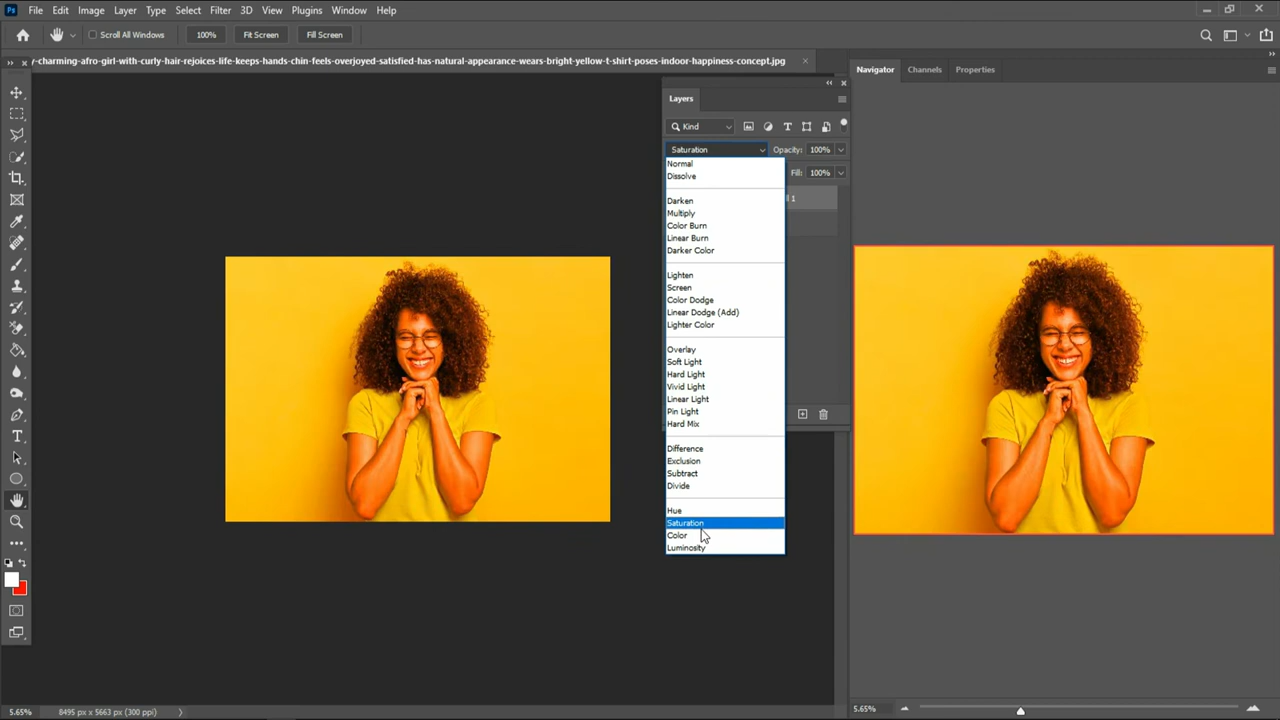 Ps File Edit Image Layer Type Select Filter 3D View Plugins Window Help
Scroll All Windows 100% Fit Screen Fill Screen
y-charming-afro-girl-with-curly-hair-rejoices-life-keeps-hands-chin-feels-overjoyed-satisfied-has-natural-appearance-wears-bright-yellow-t-shirt-poses-indoor-happiness-concept.jpg
Navigator Channels Properties
Layers
Kind
Saturation Opacity: 100%
Fill: 100%
Normal
Dissolve
Darken
Multiply
Color Burn
Linear Burn
Darker Color
Lighten
Screen
Color Dodge
Linear Dodge (Add)
Lighter Color
Overlay
Soft Light
Hard Light
Vivid Light
Linear Light
Pin Light
Hard Mix
Difference
Exclusion
Subtract
Divide
Hue
Saturation
Color
Luminosity
5.65% 8495 px x 5663 px (300 ppi)
5.65%